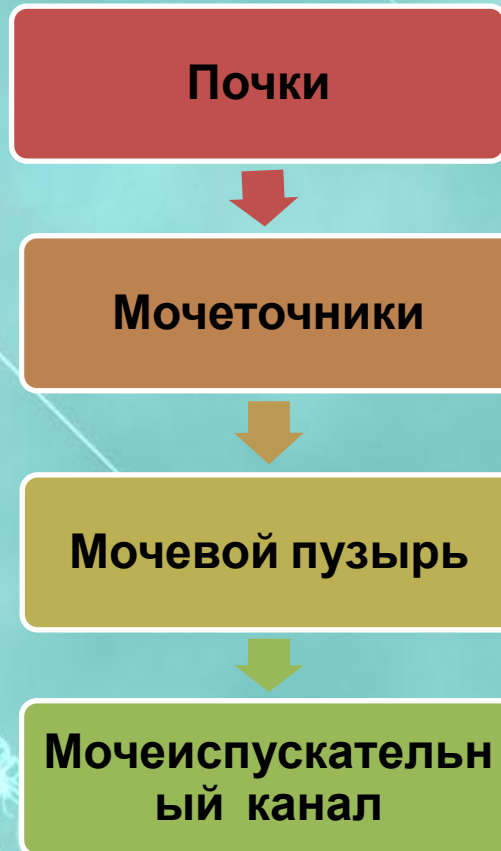 Почки
Мочеточники
Мочевой пузырь
Мочеиспускательн
ый канал